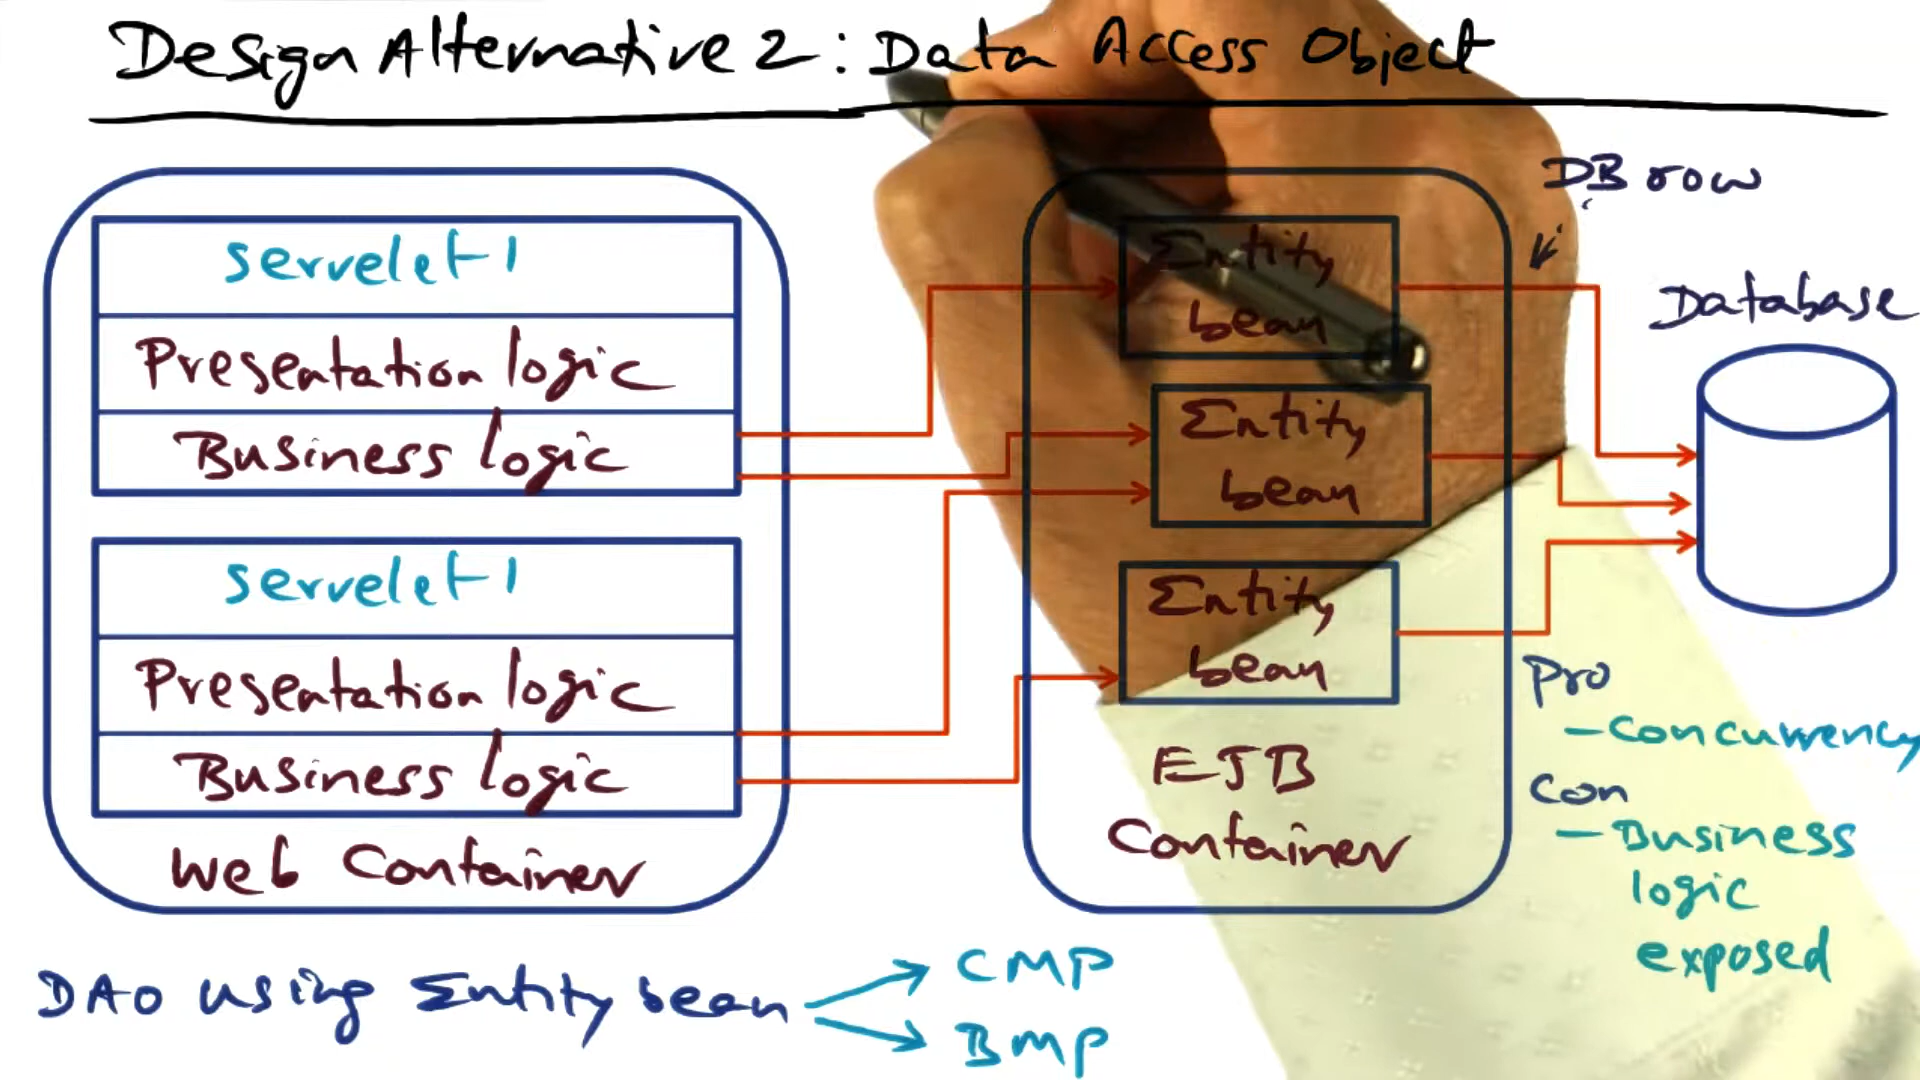 Design Alternative 2: Data Access Object
servelet 1
Presentation logic
Business logic
servelet 1
Presentation logic
Business logic
Web Container
Entity
bean
Entity
bean
Entity
bean
EJB
Container
DB row
Database
Pro
- Concurrency
Con
- Business
logic
exposed
DAO using Entity bean
CMP
BMP